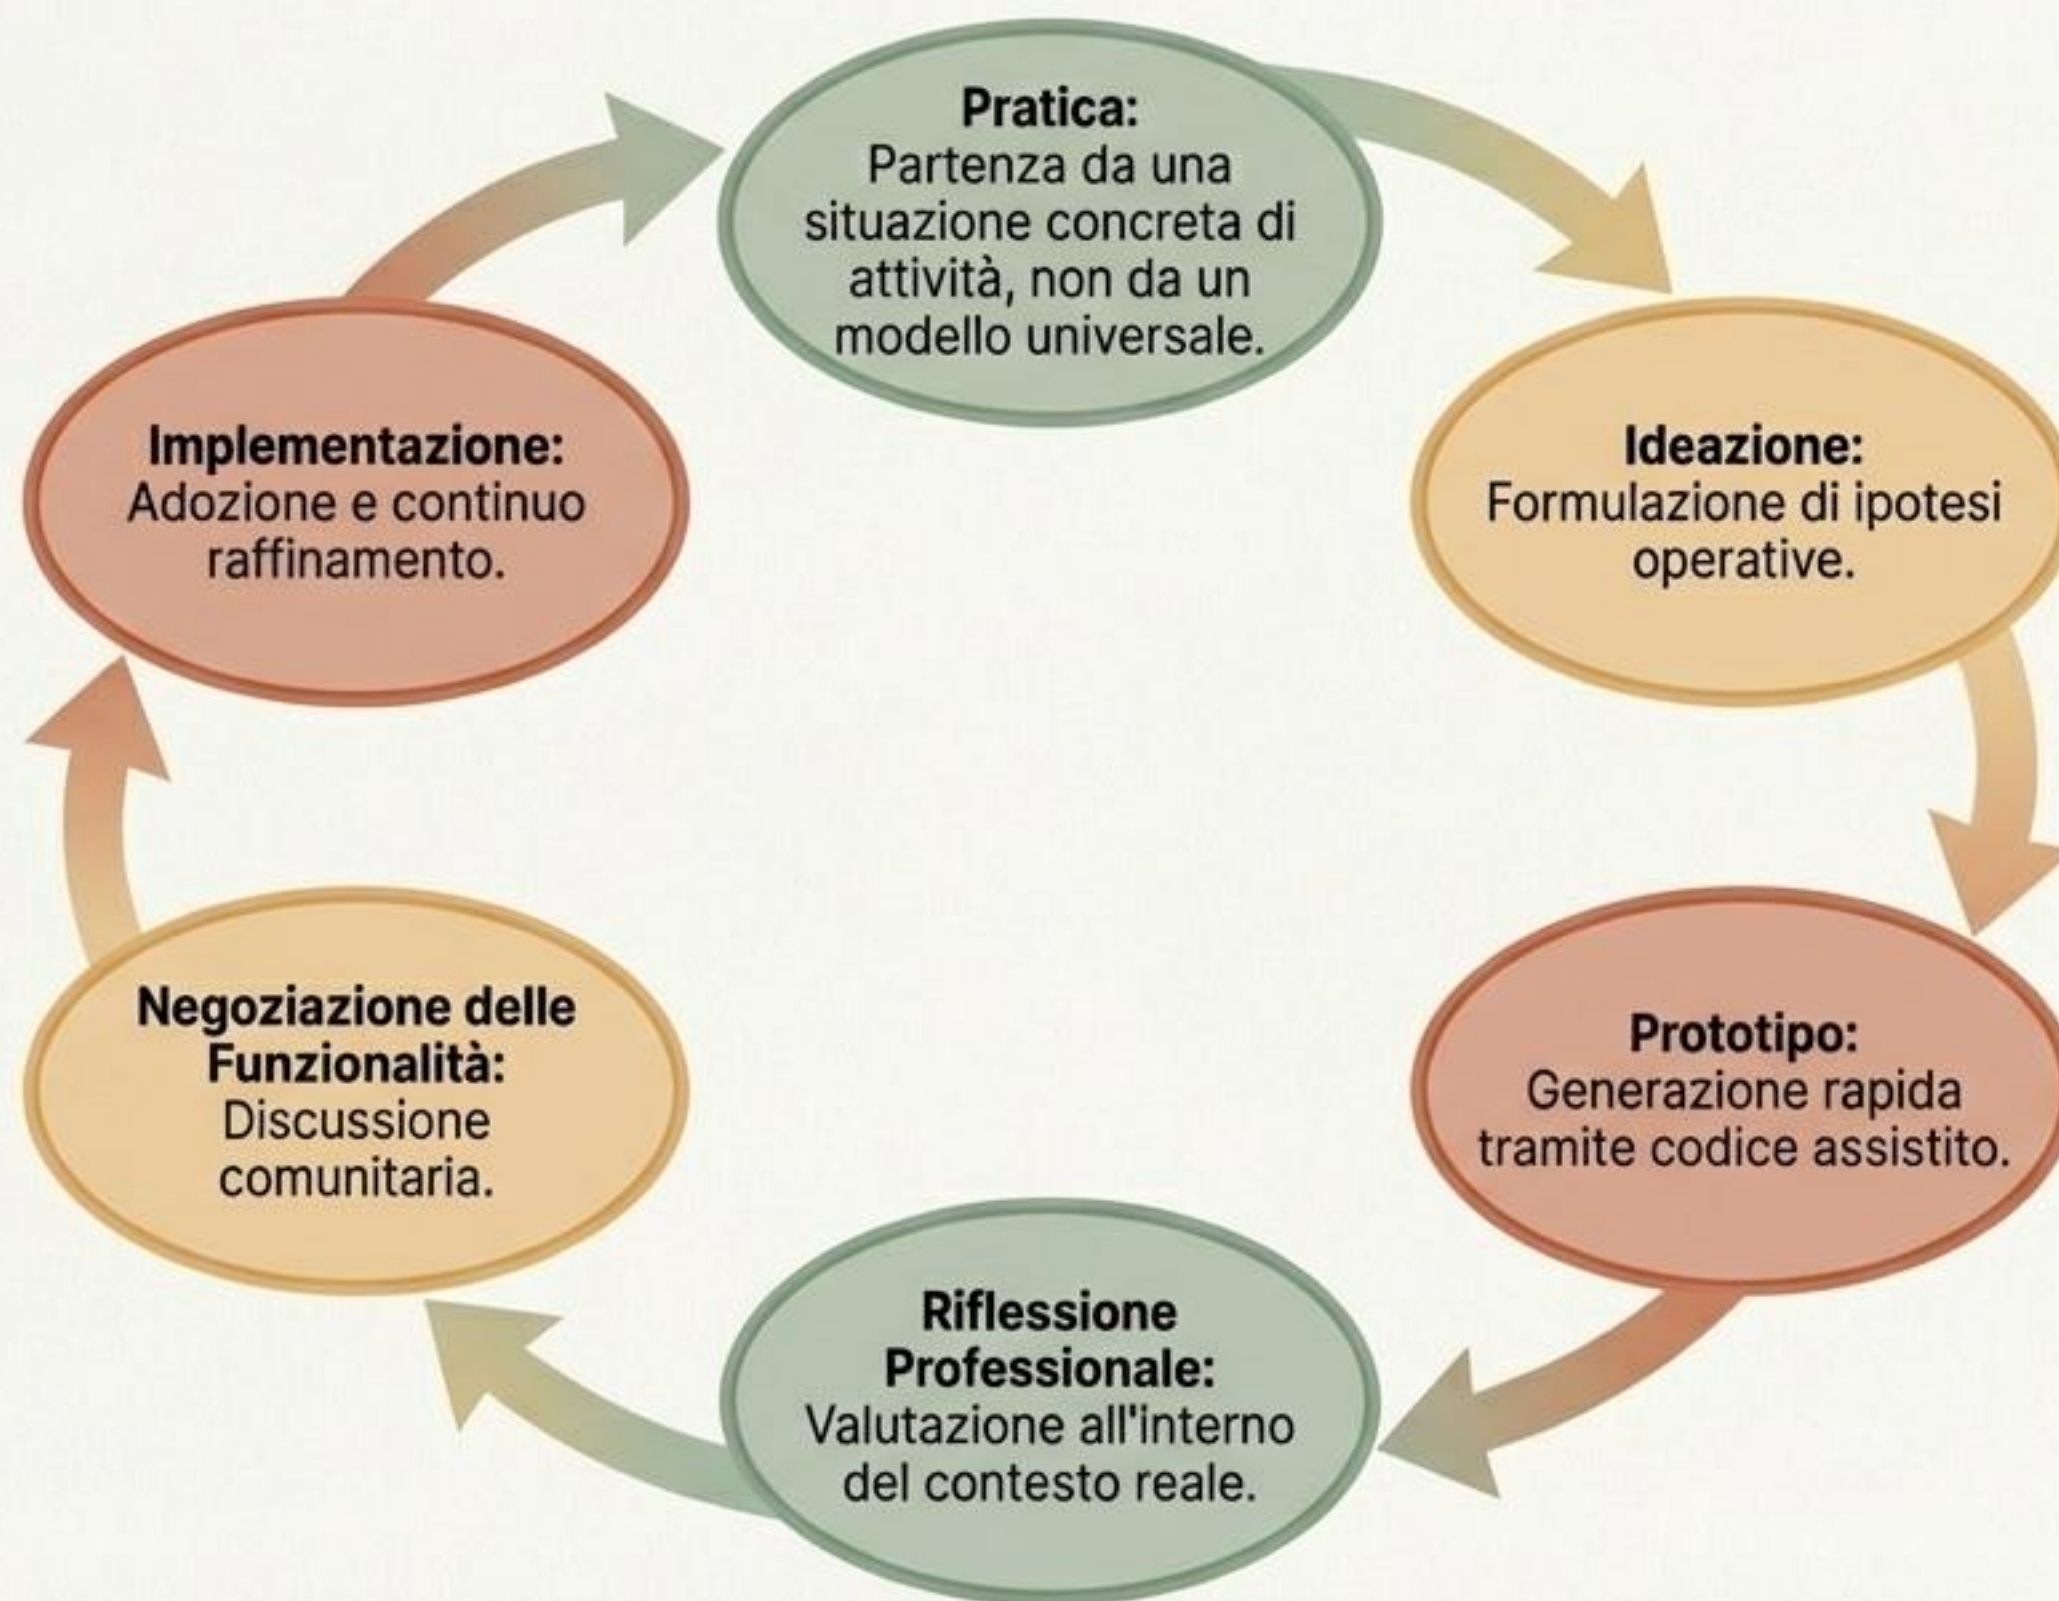 Pratica:
Partenza da una
situazione concreta di
attività, non da un
modello universale.
Ideazione:
Formulazione di ipotesi
operative.
Prototipo:
Generazione rapida
tramite codice assistito.
Riflessione
Professionale:
Valutazione all'interno
del contesto reale.
Negoziazione delle
Funzionalità:
Discussione
comunitaria.
Implementazione:
Adozione e continuo
raffinamento.